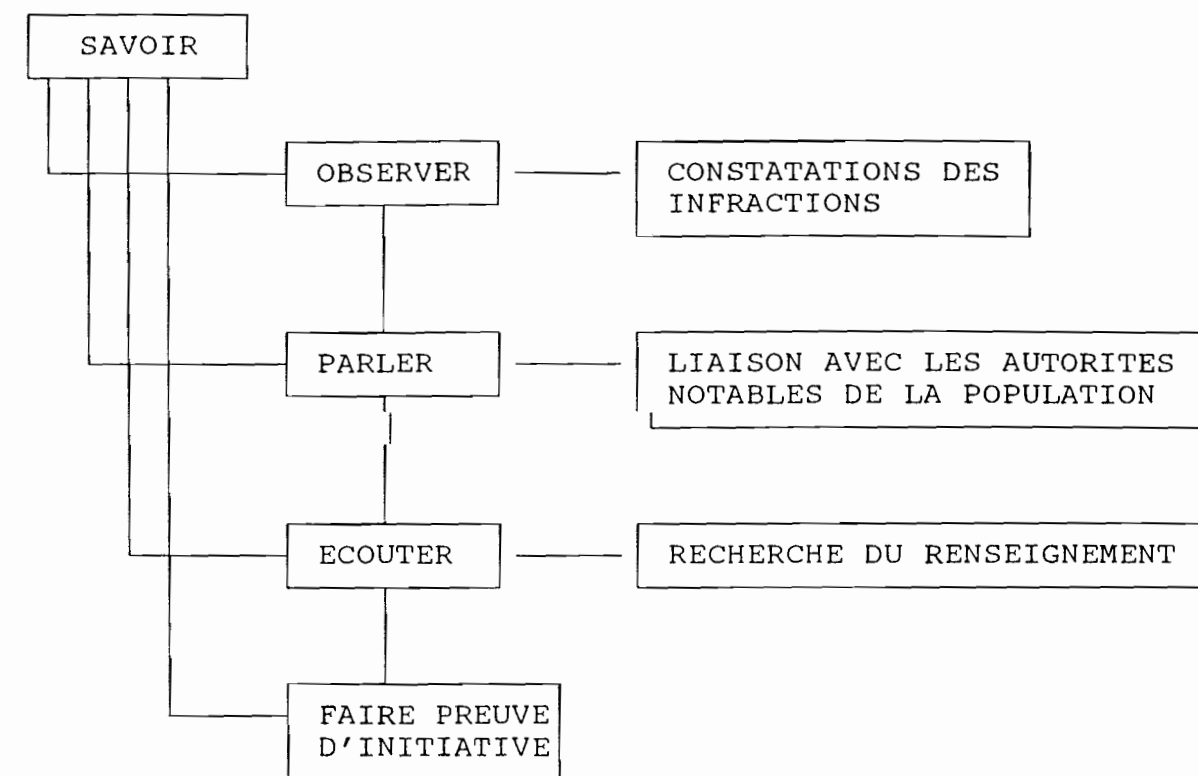 SAVOIR
OBSERVER
CONSTATATIONS DES
INFRACTIONS
PARLER
LIAISON AVEC LES AUTORITES
NOTABLES DE LA POPULATION
ECOUTER
RECHERCHE DU RENSEIGNEMENT
FAIRE PREUVE
D'INITIATIVE